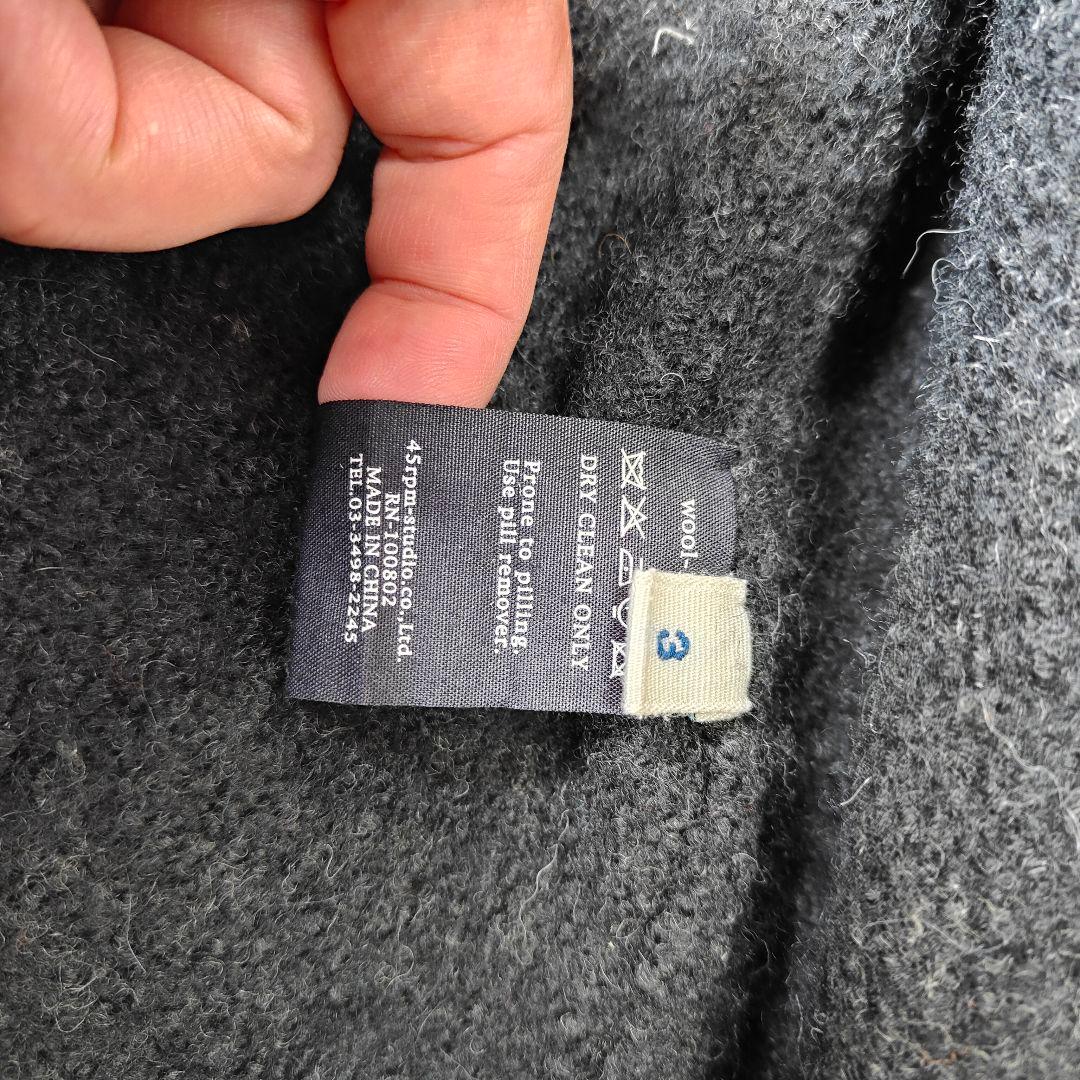 wool-
3
DRY CLEAN ONLY
Prone to pilling.
Use pill remover.
45rpm-studio.co.,Ltd.
RN-100802
MADE IN CHINA
TEL.03-3498-2245